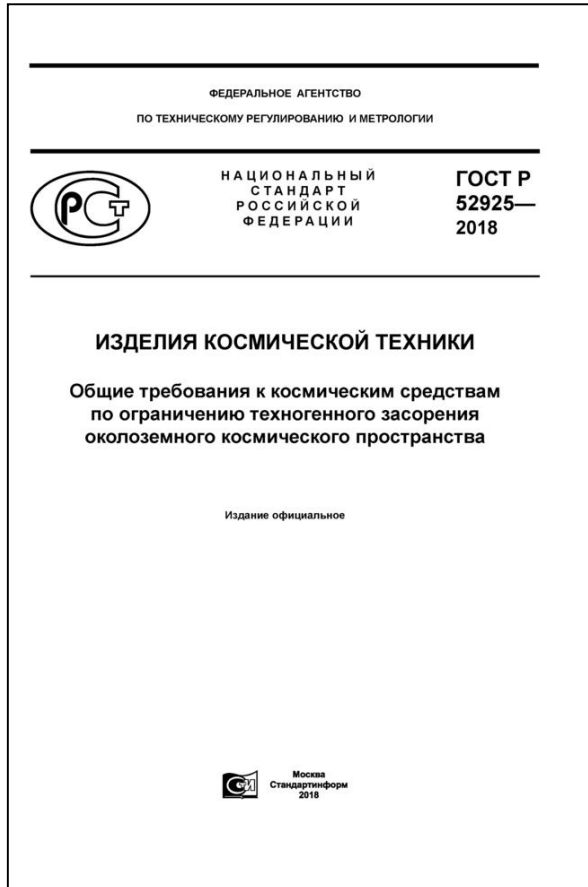 ФЕДЕРАЛЬНОЕ АГЕНТСТВО
ПО ТЕХНИЧЕСКОМУ РЕГУЛИРОВАНИЮ И МЕТРОЛОГИИ
НАЦИОНАЛЬНЫЙ
СТАНДАРТ
РОССИЙСКОЙ
ФЕДЕРАЦИИ
ГОСТ Р
52925—
2018
ИЗДЕЛИЯ КОСМИЧЕСКОЙ ТЕХНИКИ
Общие требования к космическим средствам
по ограничению техногенного засорения
околоземного космического пространства
Издание официальное
Москва
Стандартинформ
2018